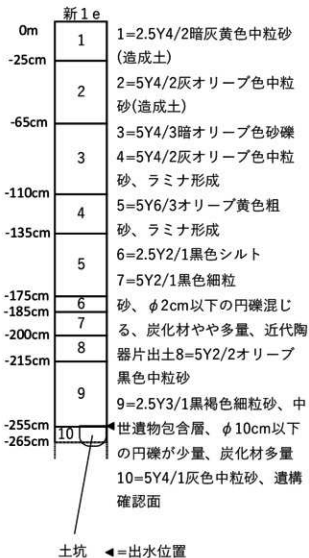 新1e
0m
-25cm
-65cm
-110cm
-135cm
-175cm
-185cm
-200cm
-215cm
-255cm
-265cm
1
2
3
4
5
6
7
8
9
10
1=2.5Y4/2暗灰黄色中粒砂
(造成土)
2=5Y4/2灰オリーブ色中粒
砂(造成土)
3=5Y4/3暗オリーブ色砂礫
4=5Y4/2灰オリーブ色中粒
砂、ラミナ形成
5=5Y6/3オリーブ黄色粗
砂、ラミナ形成
6=2.5Y2/1黒色シルト
7=5Y2/1黒色細粒
砂、φ2cm以下の円礫混じ
る、炭化材やや多量、近代陶
器片出土8=5Y2/2オリーブ
黒色中粒砂
9=2.5Y3/1黒褐色細粒砂、中
世遺物包含層、φ10cm以下
の円礫が少量、炭化材多量
10=5Y4/1灰色中粒砂、遺構
確認面
土坑 ◀=出水位置